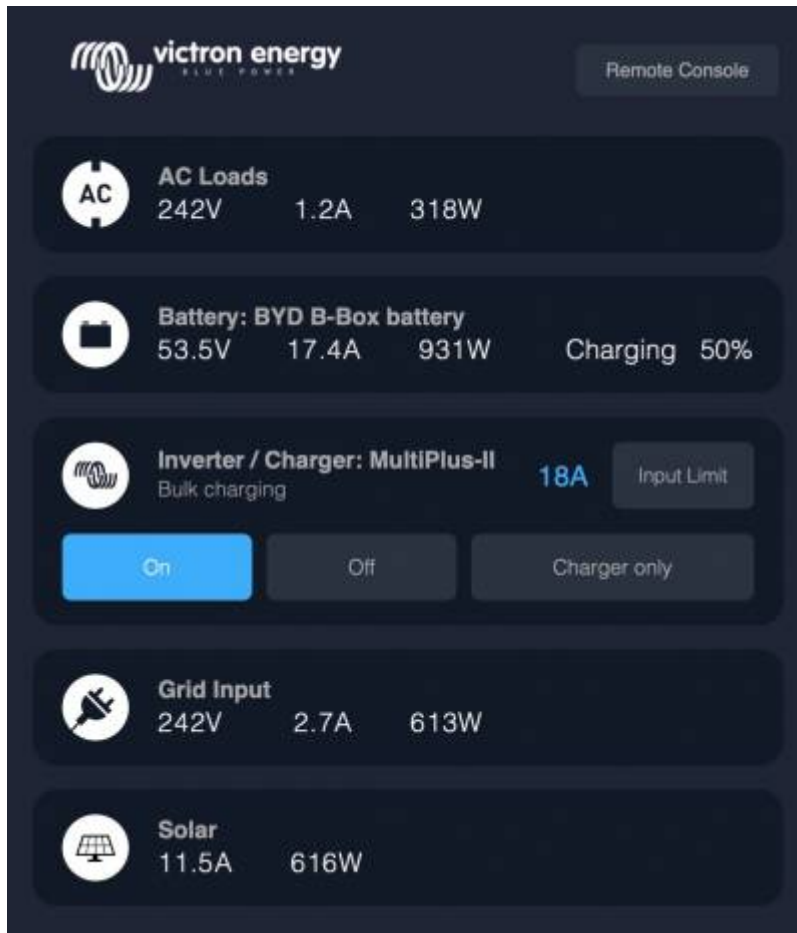 victron energy
BLUE POWER
Remote Console
AC
AC Loads
242V 1.2A 318W
Battery: BYD B-Box battery
53.5V 17.4A 931W Charging 50%
Inverter / Charger: MultiPlus-II
Bulk charging
18A Input Limit
On Off Charger only
Grid Input
242V 2.7A 613W
Solar
11.5A 616W